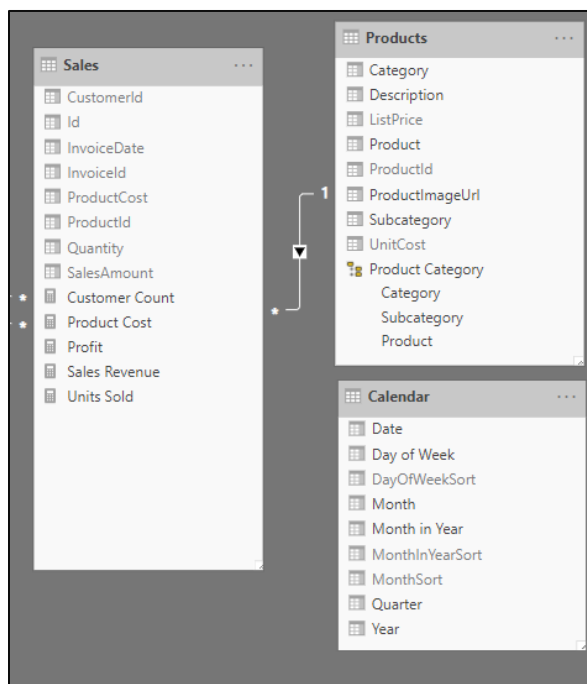 Sales ...
CustomerId
Id
InvoiceDate
InvoiceId
ProductCost
ProductId
Quantity
SalesAmount
* Customer Count
* Product Cost
Profit
Sales Revenue
Units Sold
1
*
Products ...
Category
Description
ListPrice
Product
ProductId
ProductImageUrl
Subcategory
UnitCost
Product Category
Category
Subcategory
Product
Calendar ...
Date
Day of Week
DayOfWeekSort
Month
Month in Year
MonthInYearSort
MonthSort
Quarter
Year